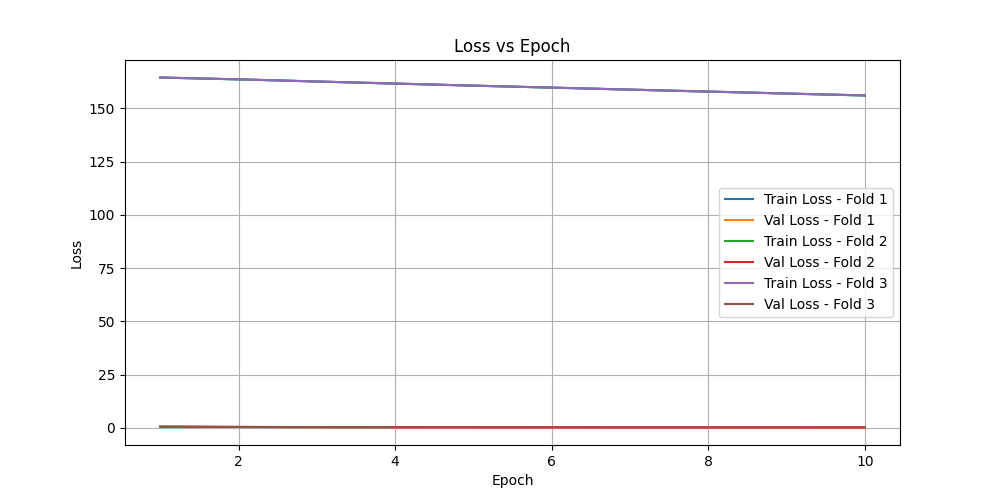 Loss vs Epoch
150
125
100
75
50
25
0
Loss
Train Loss - Fold 1
Val Loss - Fold 1
Train Loss - Fold 2
Val Loss - Fold 2
Train Loss - Fold 3
Val Loss - Fold 3
2 4 6 8 10
Epoch